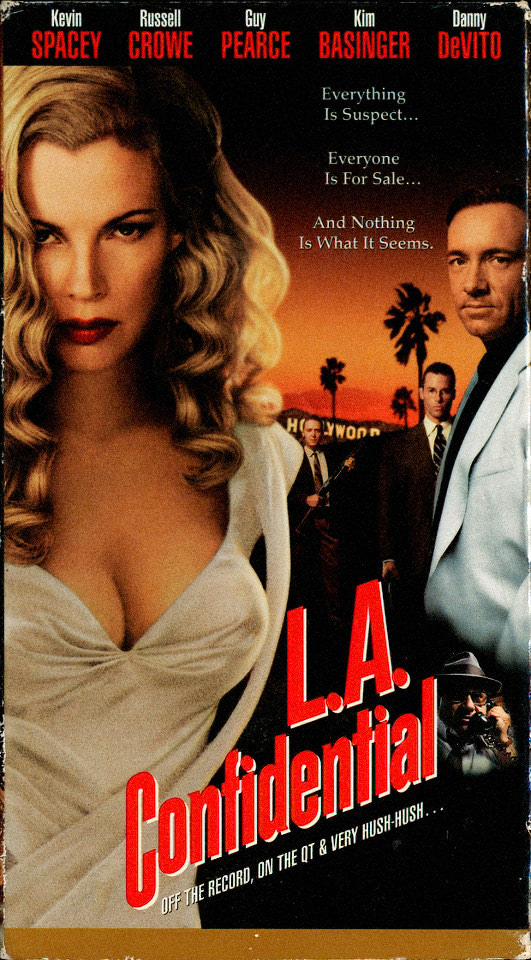 Kevin SPACEY
Russell CROWE
Guy PEARCE
Kim BASINGER
Danny DeVITO
Everything
Is Suspect...
Everyone
Is For Sale...
And Nothing
Is What It Seems.
HOLLYWOOD
L.A.
Confidential
OFF THE RECORD, ON THE QT & VERY HUSH-HUSH...